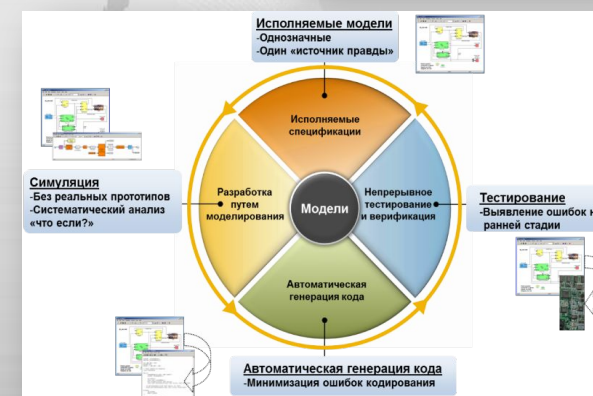 Исполняемые модели
-Однозначные
-Один «источник правды»
Исполняемые
спецификации
Симуляция
-Без реальных прототипов
-Систематический анализ
«что если?»
Разработка
путем
моделирования
Модели
Непрерывное
тестирование
и верификация
Тестирование
-Выявление ошибок н
ранней стадии
Автоматическая
генерация кода
Автоматическая генерация кода
-Минимизация ошибок кодирования